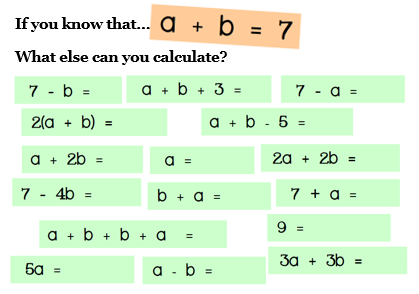 If you know that... a + b = 7
What else can you calculate?
7 - b =
a + b + 3 =
7 - a =
2(a + b) =
a + b - 5 =
a + 2b =
a =
2a + 2b =
7 - 4b =
b + a =
7 + a =
a + b + b + a =
9 =
5a =
a - b =
3a + 3b =